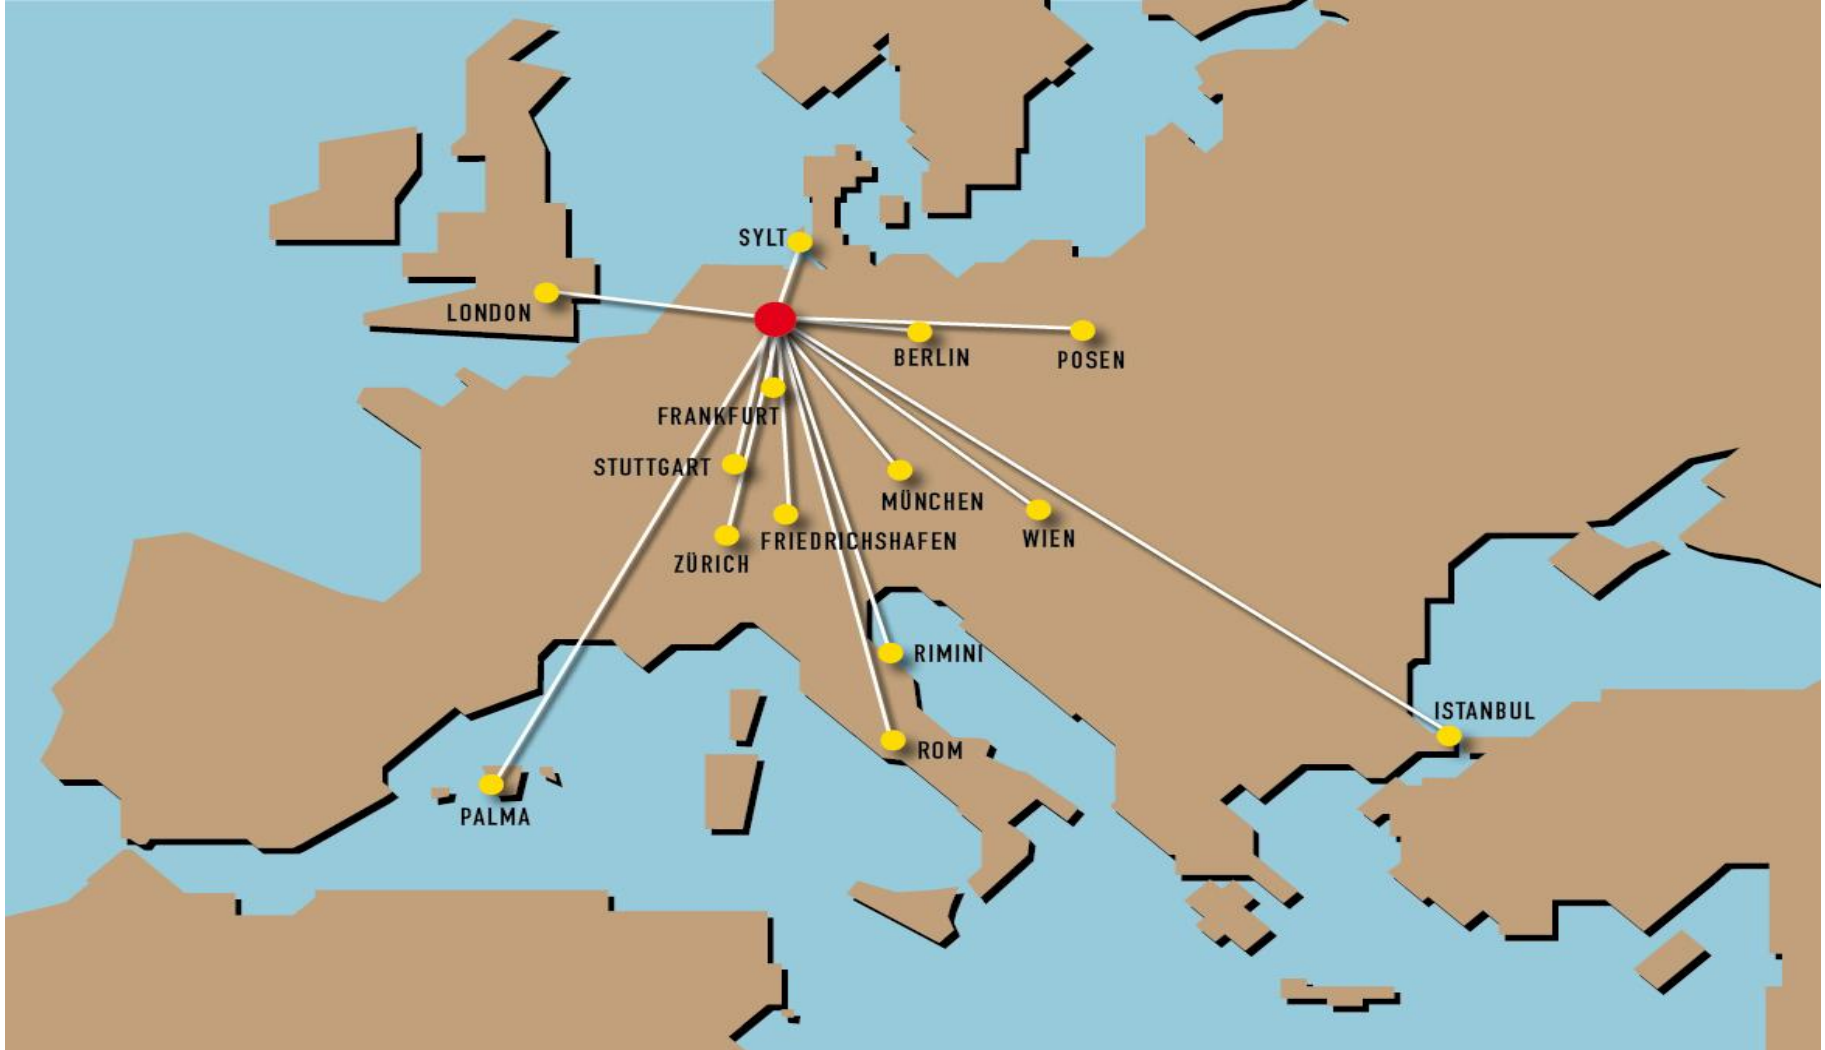 SYLT
LONDON
BERLIN
POSEN
FRANKFURT
STUTTGART
MÜNCHEN
FRIEDRICHSHAFEN
WIEN
ZÜRICH
RIMINI
ISTANBUL
ROM
PALMA